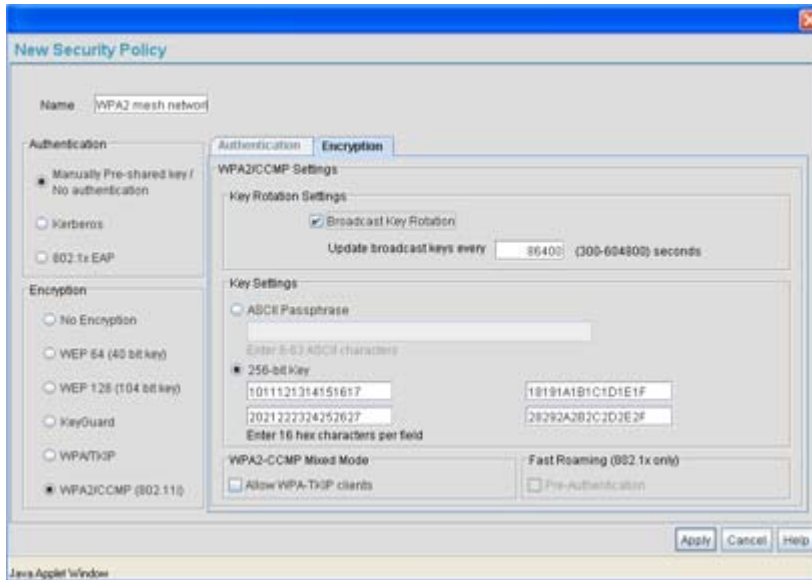 New Security Policy
Name WPA2 mesh networ
Authentication
Manually Pre-shared key /
No authentication
Kerberos
802.1x EAP
Encryption
No Encryption
WEP 64 (40 bit key)
WEP 128 (104 bit key)
KeyGuard
WPA/TKIP
WPA2/CCMP (802.11i)
Authentication Encryption
WPA2/CCMP Settings
Key Rotation Settings
Broadcast Key Rotation
Update broadcast keys every 86400 (300-604800) seconds
Key Settings
ASCII Passphrase
Enter 8-63 ASCII characters
256-bit Key
1011121314151617 18191A1B1C1D1E1F
2021222324252627 28292A2B2C2D2E2F
Enter 16 hex characters per field
WPA2-CCMP Mixed Mode
Allow WPA-TKIP clients
Fast Roaming (802.1x only)
Pre-Authentication
Apply Cancel Help
Java Applet Window